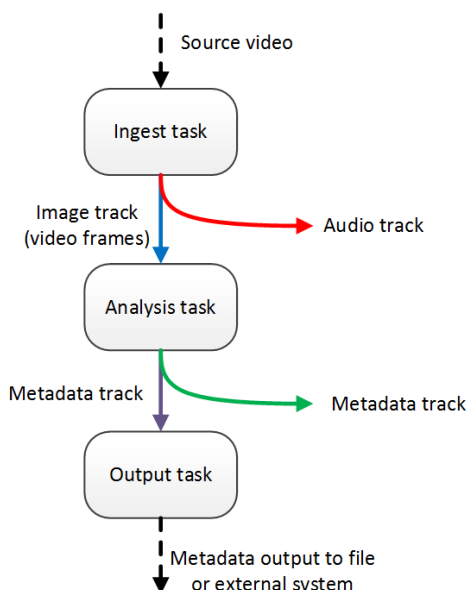 Source video
Ingest task
Image track
(video frames)
Audio track
Analysis task
Metadata track
Metadata track
Output task
Metadata output to file
or external system